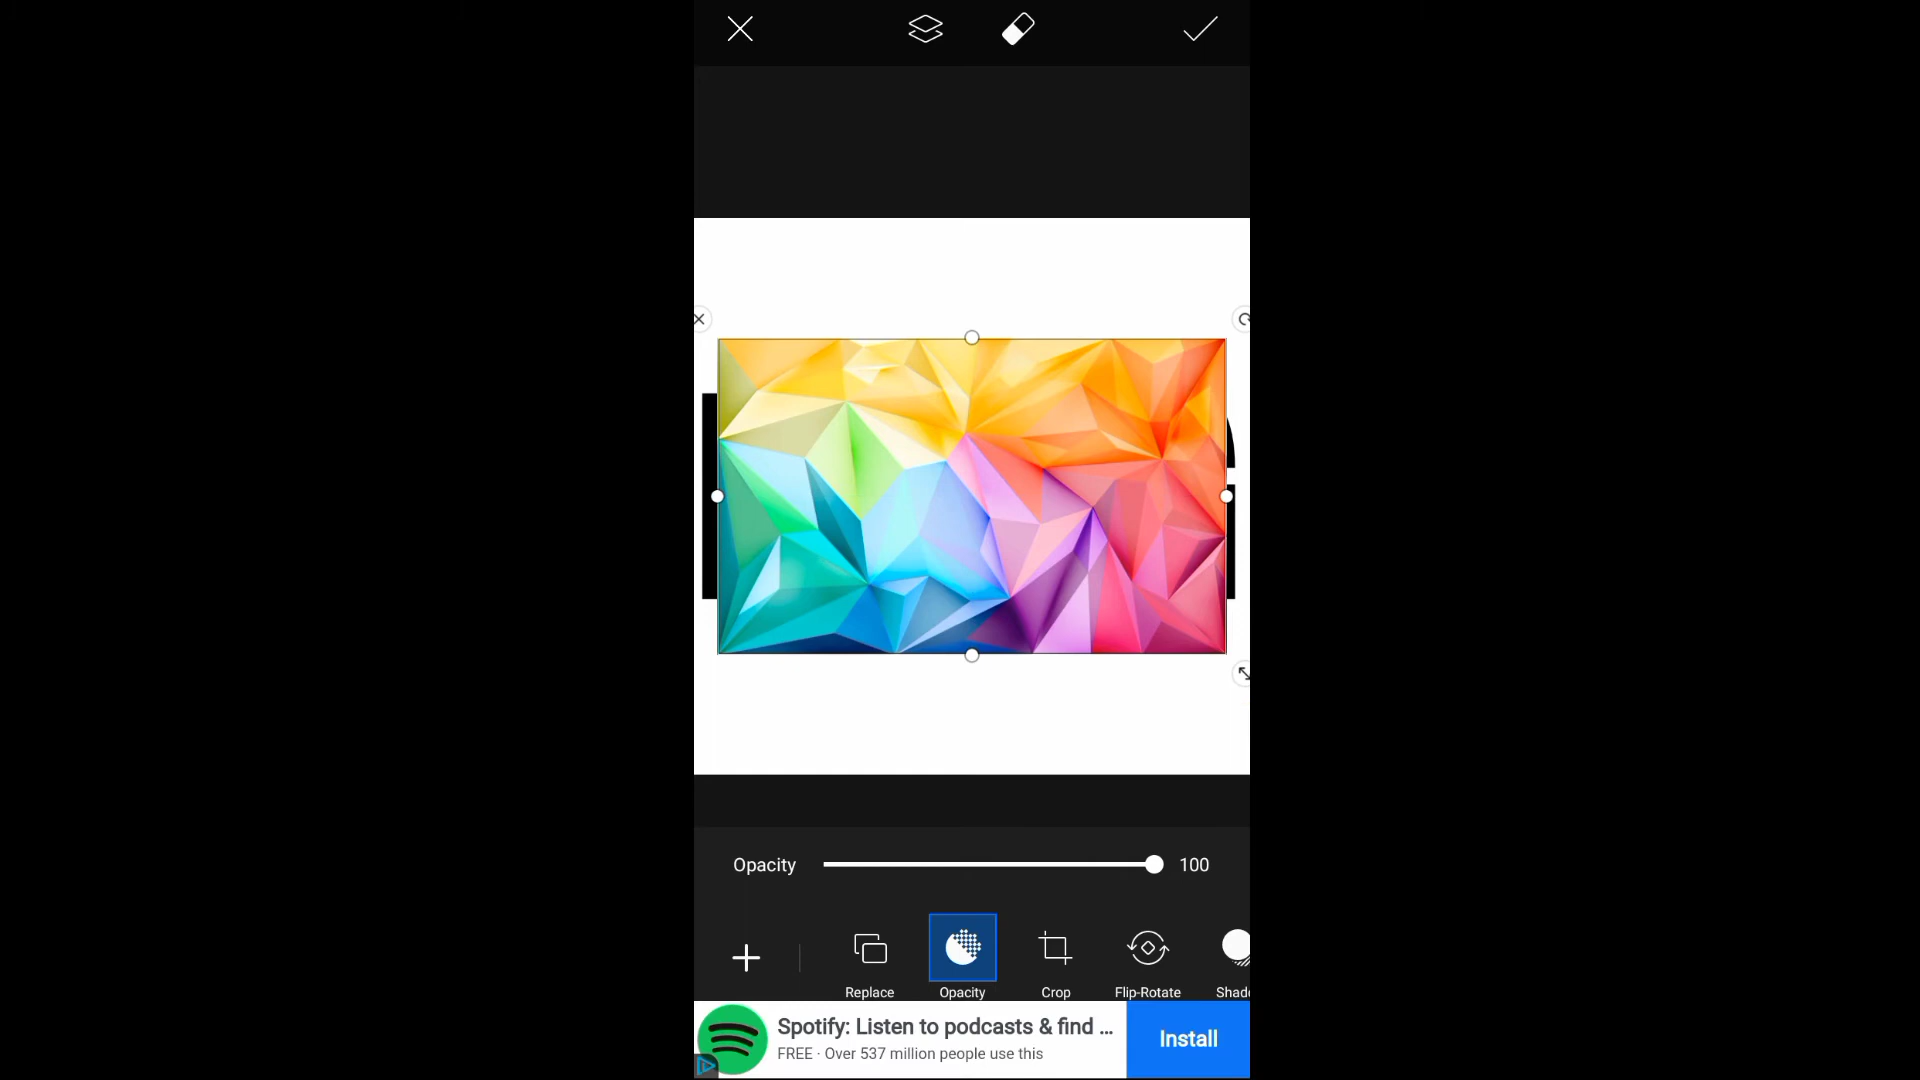 Opacity 100
Replace Opacity Crop Flip-Rotate Shad
Spotify: Listen to podcasts & find ...
FREE · Over 537 million people use this
Install